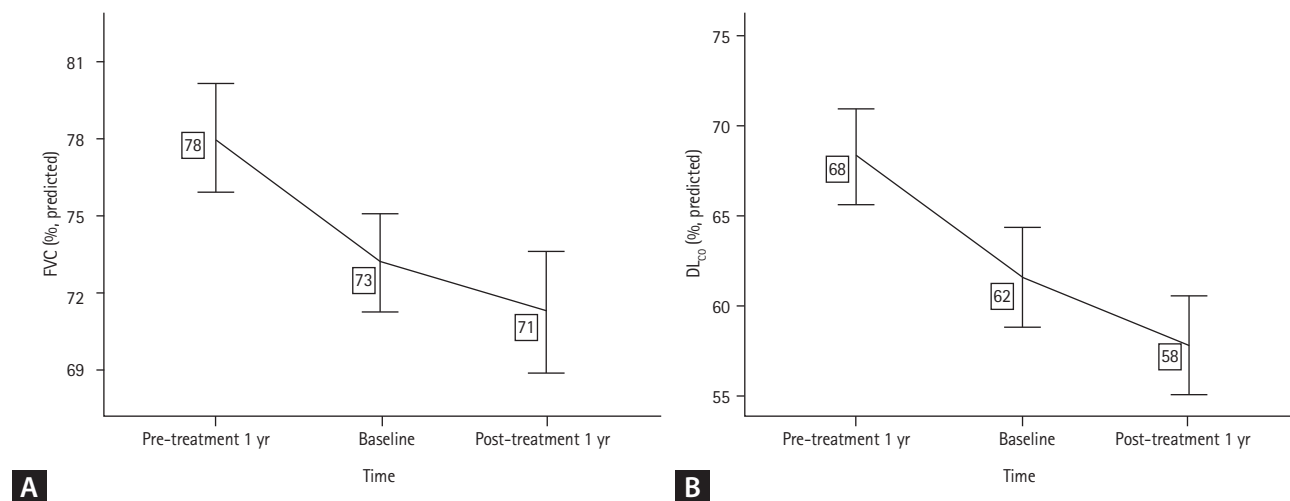 81
78
75
72
69
FVC (%, predicted)
78
73
71
Pre-treatment 1 yr
Baseline
Post-treatment 1 yr
Time
A
75
70
65
60
55
DLCO (%, predicted)
68
62
58
Pre-treatment 1 yr
Baseline
Post-treatment 1 yr
Time
B